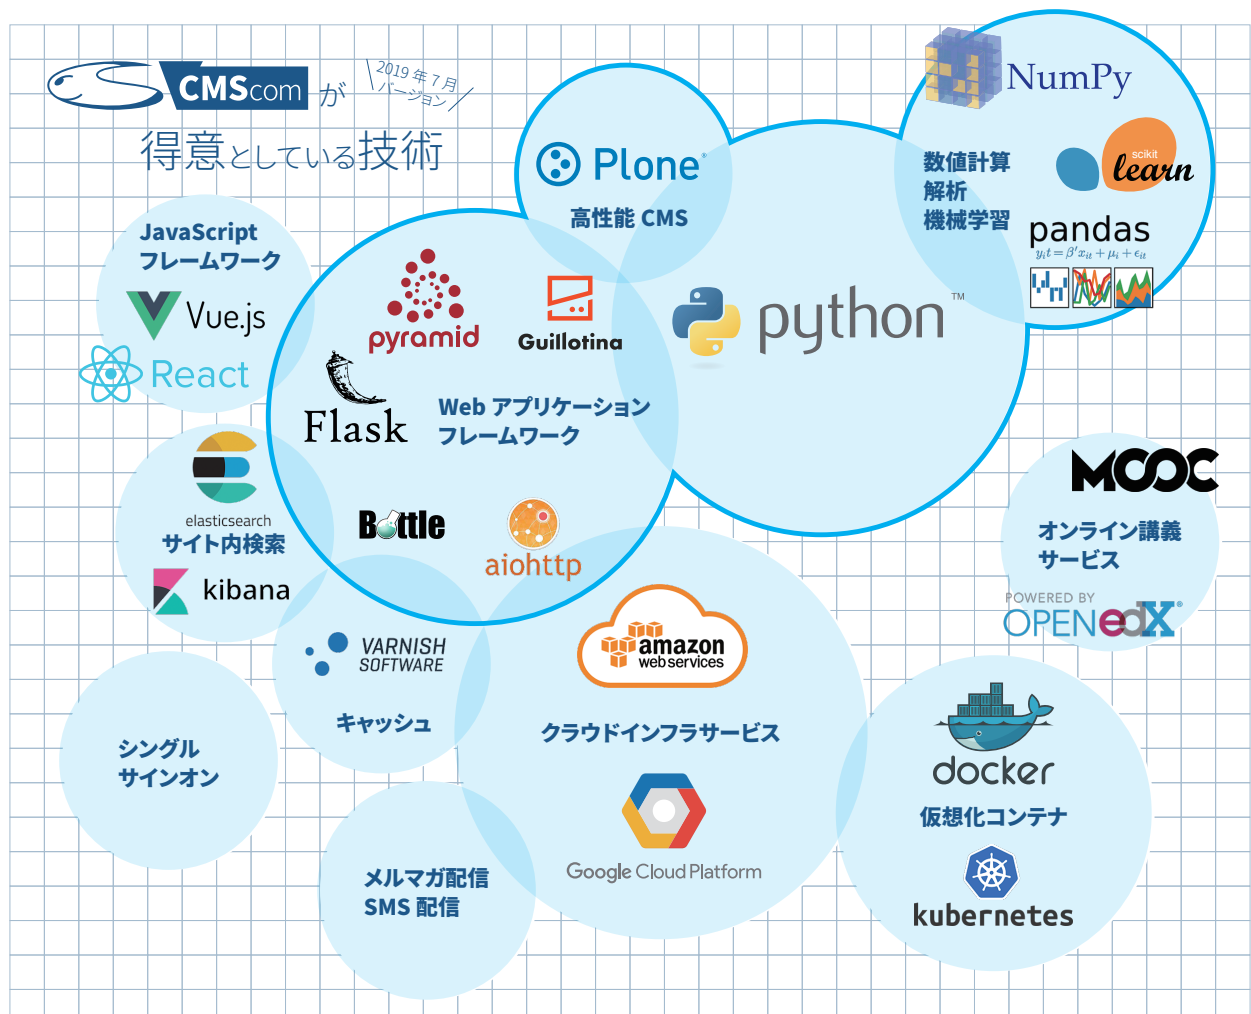 CMScom が
2019年7月
バージョン
得意としている技術
Plone®
高性能 CMS
NumPy
数値計算
解析
機械学習
scikit
learn
pandas
yᵢt = β′xᵢₜ + μᵢ + ϵᵢₜ
JavaScript
フレームワーク
Vue.js
React
pyramid
Guillotina
python™
Flask
Web アプリケーション
フレームワーク
Bottle
aiohttp
elasticsearch
サイト内検索
kibana
MOOC
オンライン講義
サービス
POWERED BY
OPEN edX®
VARNISH
SOFTWARE
キャッシュ
amazon
web services
クラウドインフラサービス
Google Cloud Platform
シングル
サインオン
メルマガ配信
SMS 配信
docker
仮想化コンテナ
kubernetes